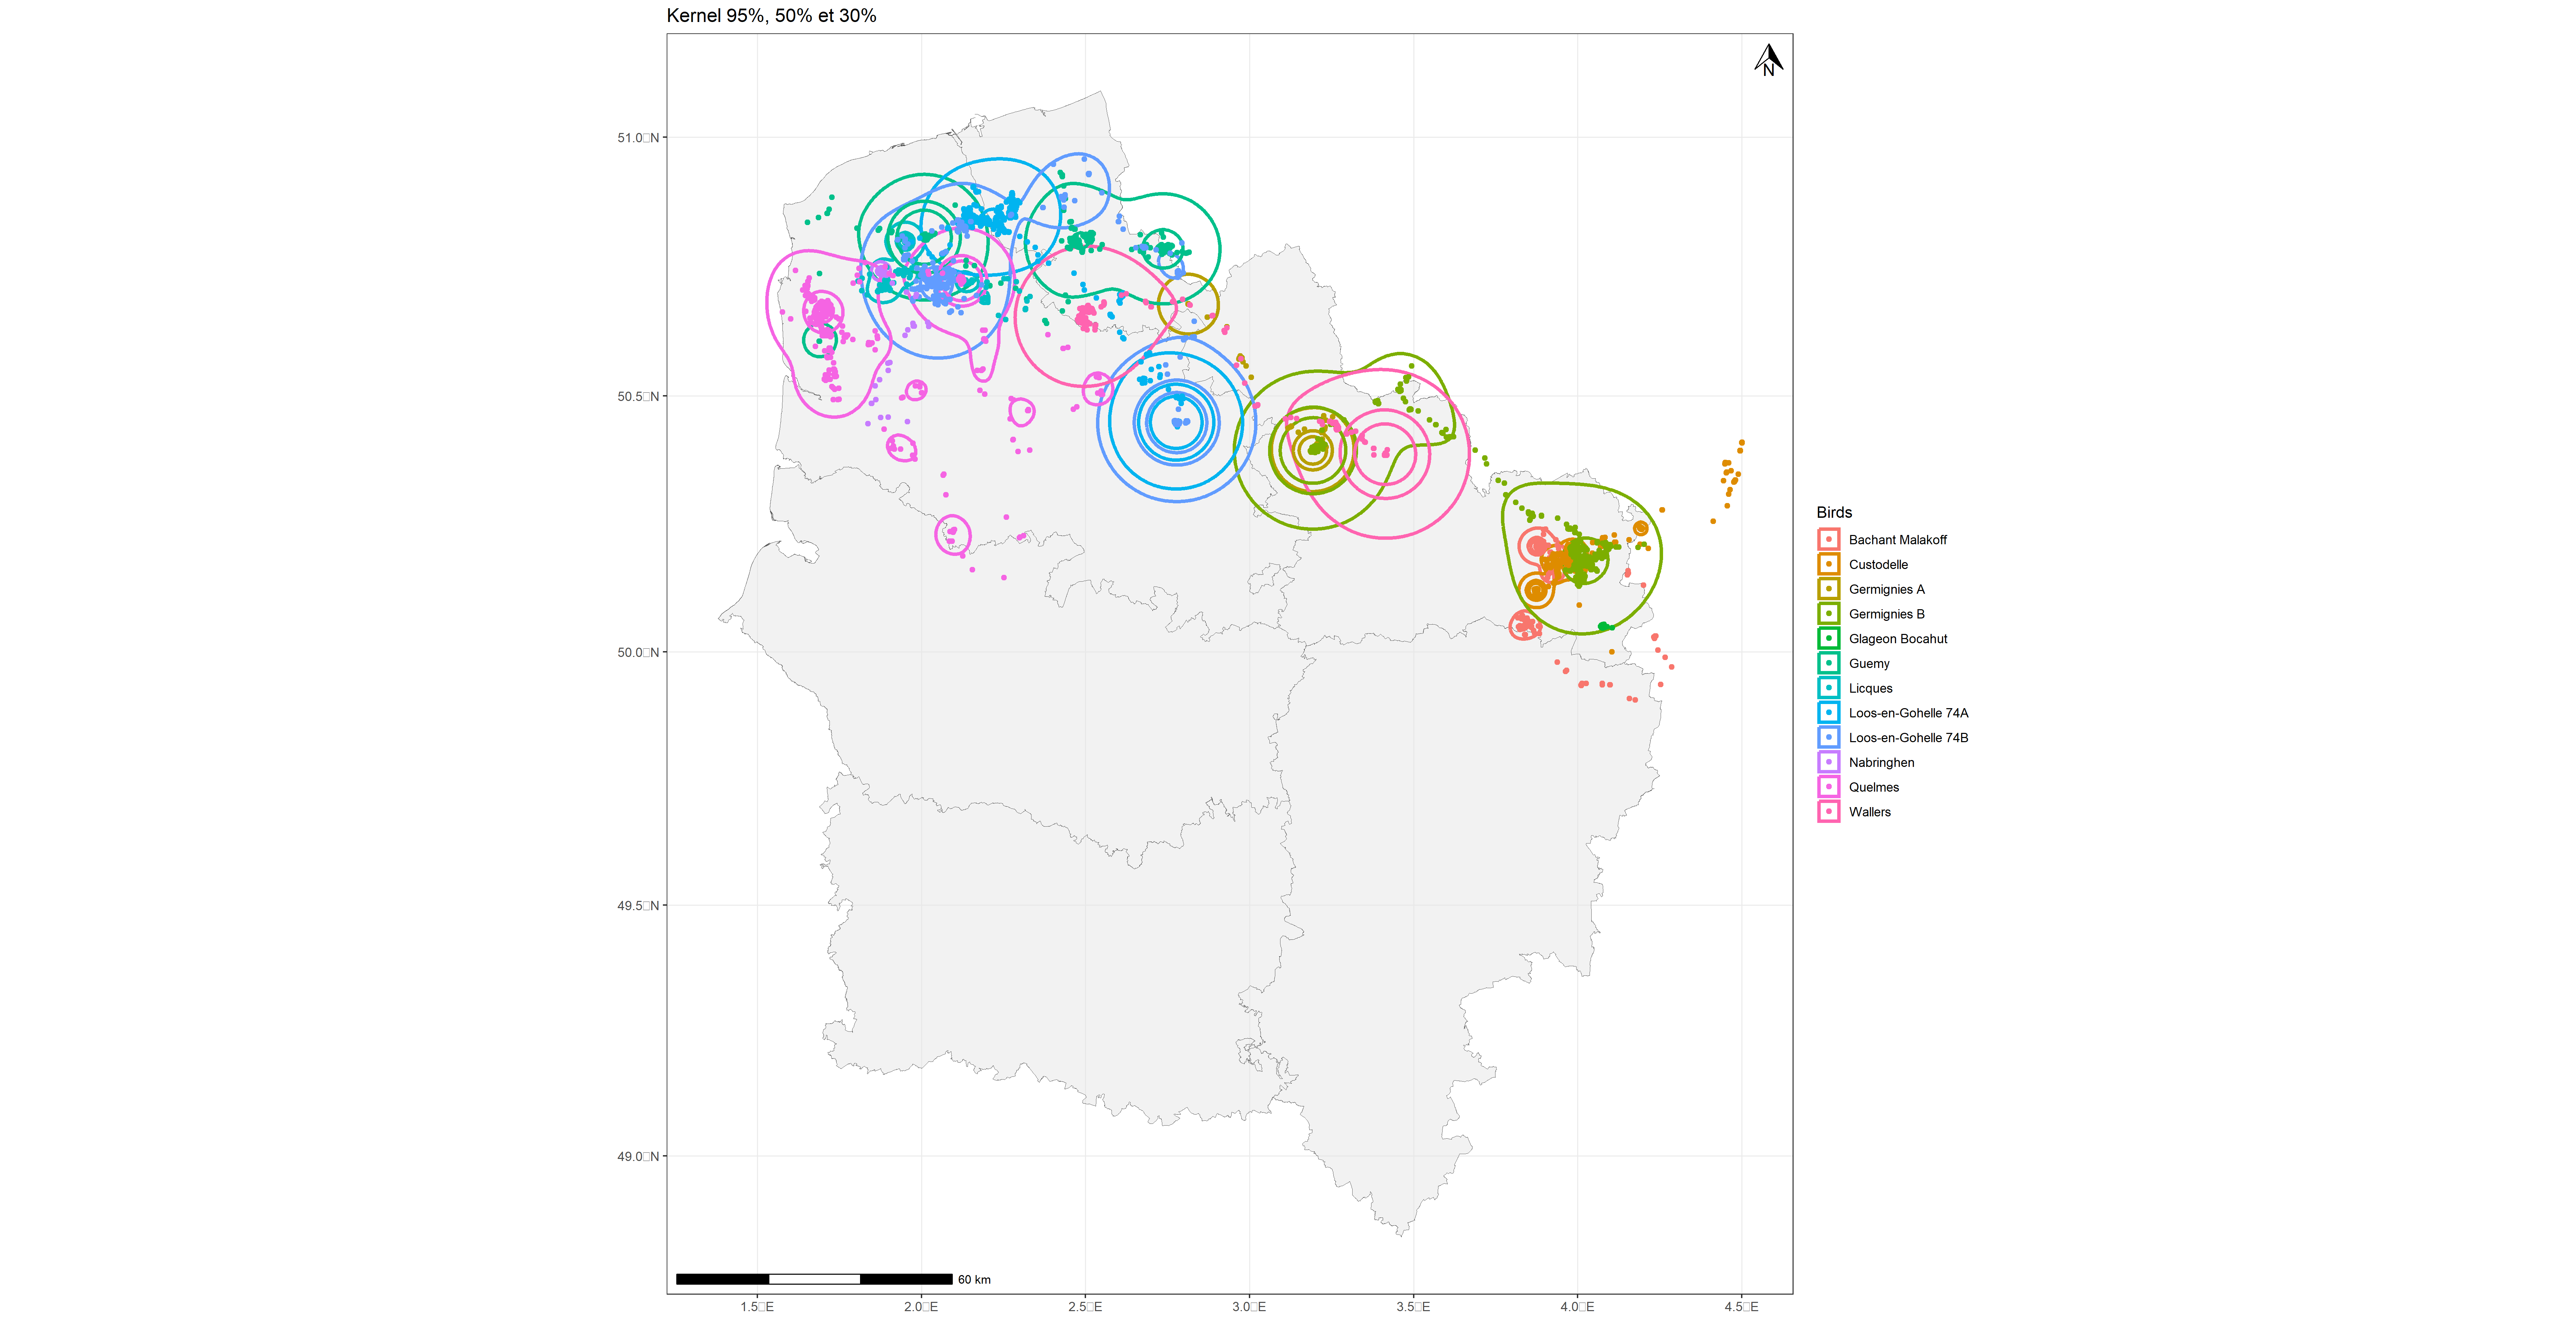 Kernel 95%, 50% et 30%
N
51.0□N
50.5□N
50.0□N
49.5□N
49.0□N
60 km
1.5□E
2.0□E
2.5□E
3.0□E
3.5□E
4.0□E
4.5□E
Birds
Bachant Malakoff
Custodelle
Germignies A
Germignies B
Glageon Bocahut
Guemy
Licques
Loos-en-Gohelle 74A
Loos-en-Gohelle 74B
Nabringhen
Quelmes
Wallers